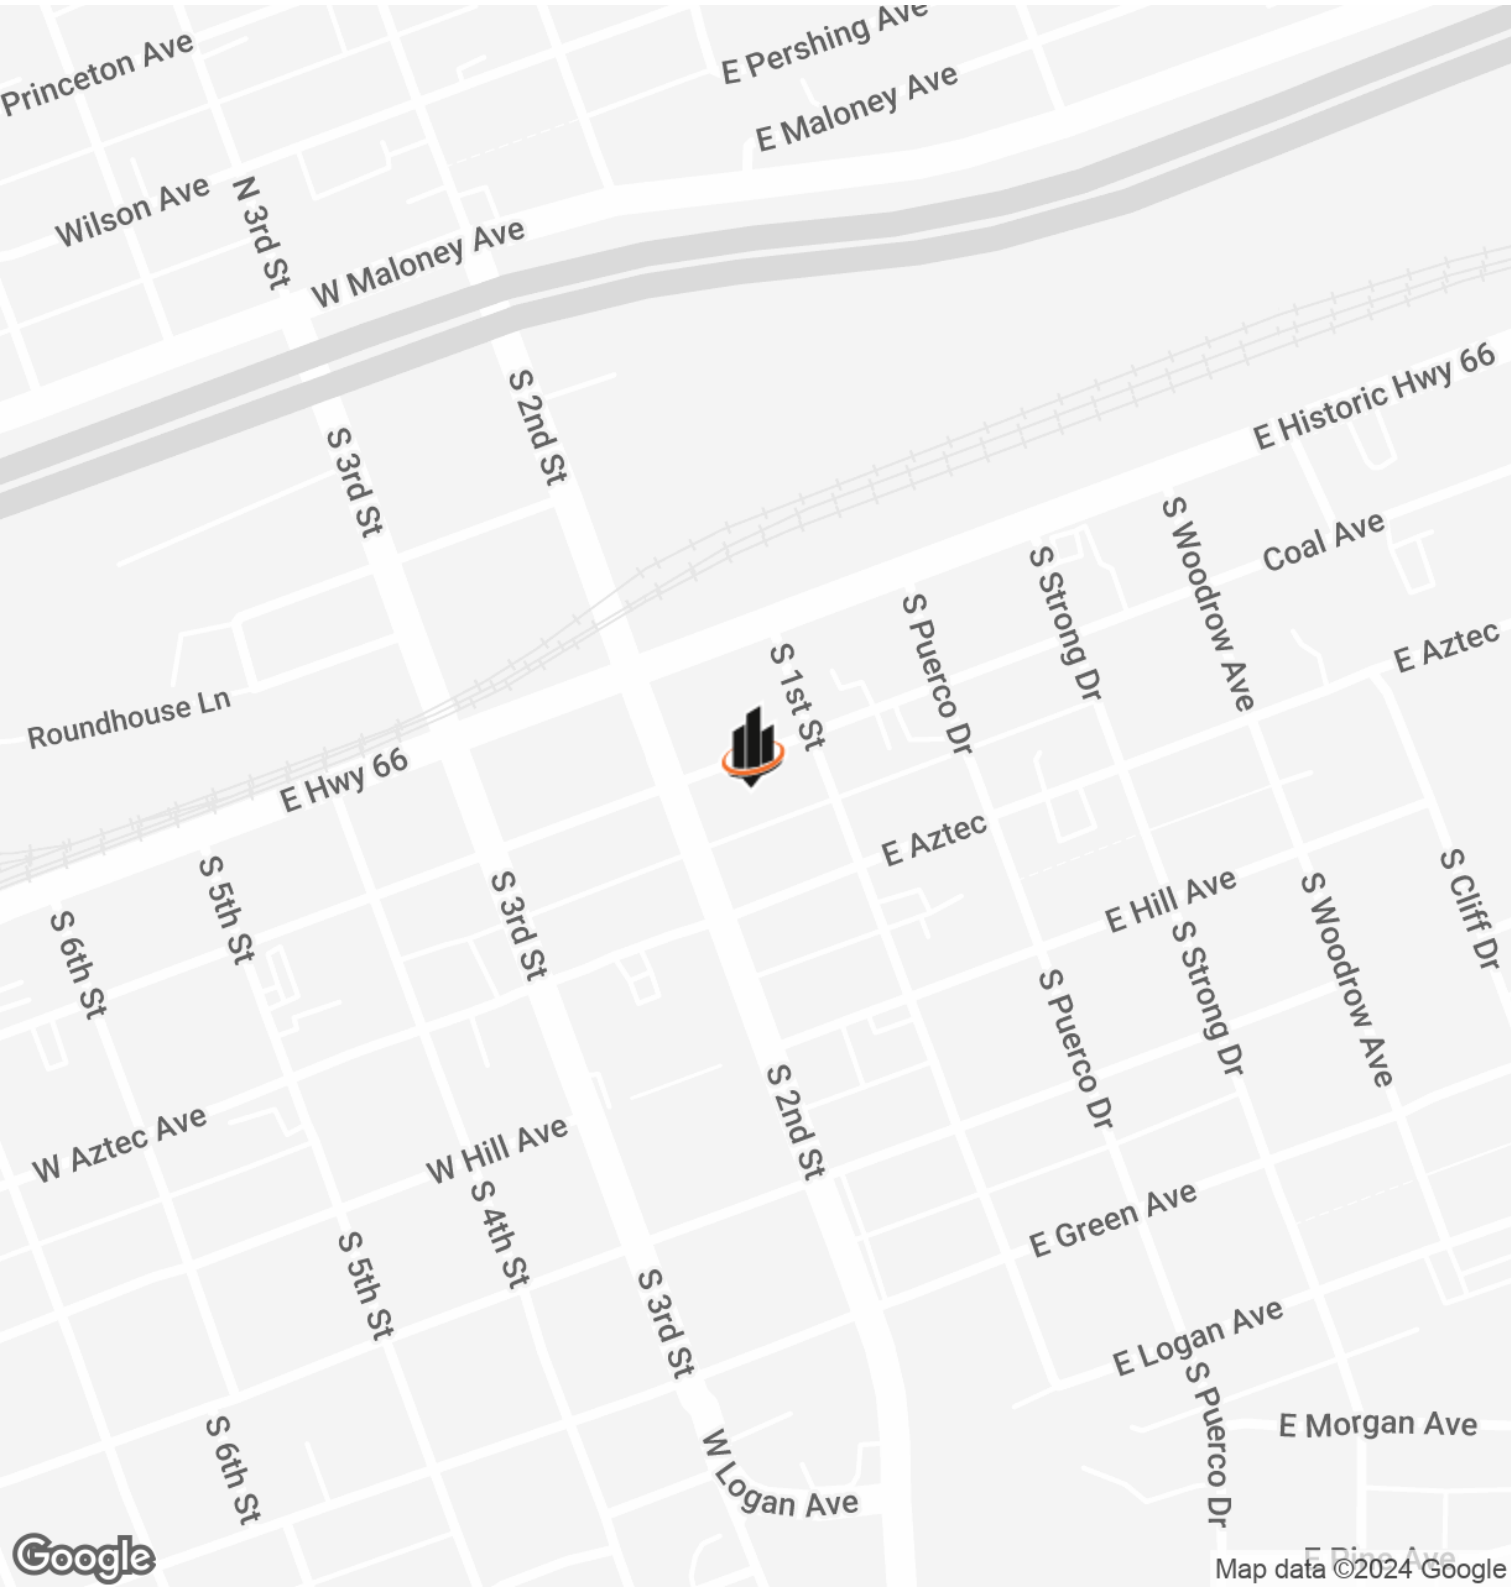 E Pershing Ave
Princeton Ave
E Maloney Ave
Wilson Ave
N 3rd St
W Maloney Ave
E Historic Hwy 66
S 2nd St
S 3rd St
S Woodrow Ave
Coal Ave
S Strong Dr
S Puerco Dr
E Aztec
S 1st St
Roundhouse Ln
E Hwy 66
E Aztec
S 5th St
S 3rd St
E Hill Ave
S Cliff Dr
S 6th St
S Woodrow Ave
S Strong Dr
S Puerco Dr
S 2nd St
W Aztec Ave
W Hill Ave
S 4th St
E Green Ave
S 5th St
S 3rd St
E Logan Ave
S Puerco Dr
E Morgan Ave
S 6th St
W Logan Ave
E Pine Ave
Google
Map data ©2024 Google